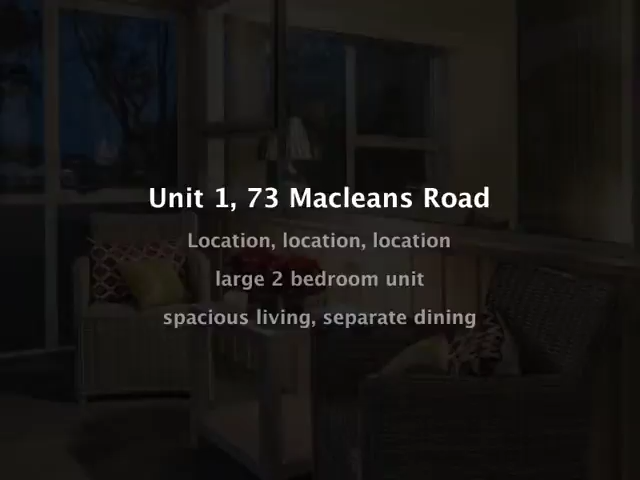 Unit 1, 73 Macleans Road
Location, location, location
large 2 bedroom unit
spacious living, separate dining